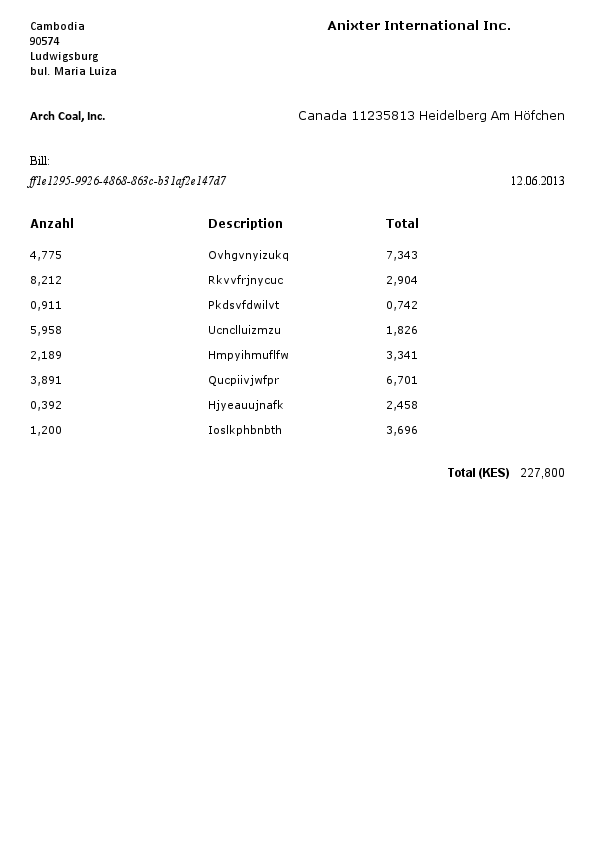 Cambodia
90574
Ludwigsburg
bul. Maria Luiza
Anixter International Inc.
Arch Coal, Inc.
Canada 11235813 Heidelberg Am Höfchen
Bill:
ff1e1295-9926-4868-863c-b31af2e147d7
12.06.2013
Anzahl Description Total
4,775 Ovhgvnyizukq 7,343
8,212 Rkvvfrjnycuc 2,904
0,911 Pkdsvfdwilvt 0,742
5,958 Ucnclluizmzu 1,826
2,189 Hmpyihmuflfw 3,341
3,891 Qucpiivjwfpr 6,701
0,392 Hjyeauujnafk 2,458
1,200 Ioslkphbnbth 3,696
Total (KES) 227,800